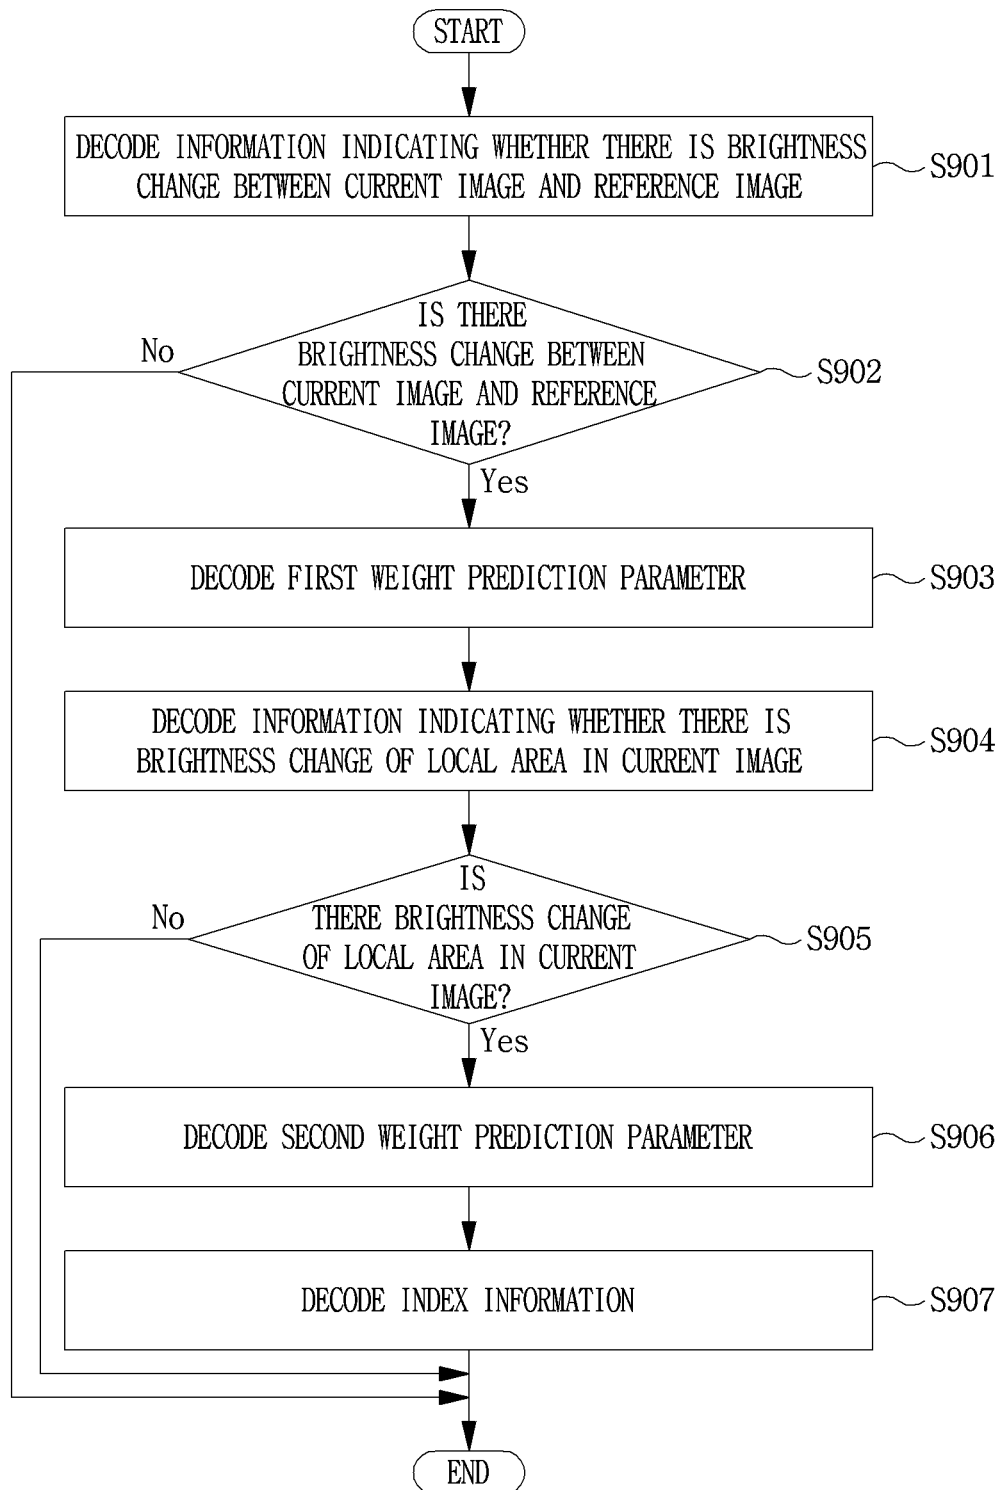 START
DECODE INFORMATION INDICATING WHETHER THERE IS BRIGHTNESS
CHANGE BETWEEN CURRENT IMAGE AND REFERENCE IMAGE
S901
IS THERE
BRIGHTNESS CHANGE BETWEEN
CURRENT IMAGE AND REFERENCE
IMAGE?
No
S902
Yes
DECODE FIRST WEIGHT PREDICTION PARAMETER
S903
DECODE INFORMATION INDICATING WHETHER THERE IS
BRIGHTNESS CHANGE OF LOCAL AREA IN CURRENT IMAGE
S904
IS
THERE BRIGHTNESS CHANGE
OF LOCAL AREA IN CURRENT
IMAGE?
No
S905
Yes
DECODE SECOND WEIGHT PREDICTION PARAMETER
S906
DECODE INDEX INFORMATION
S907
END